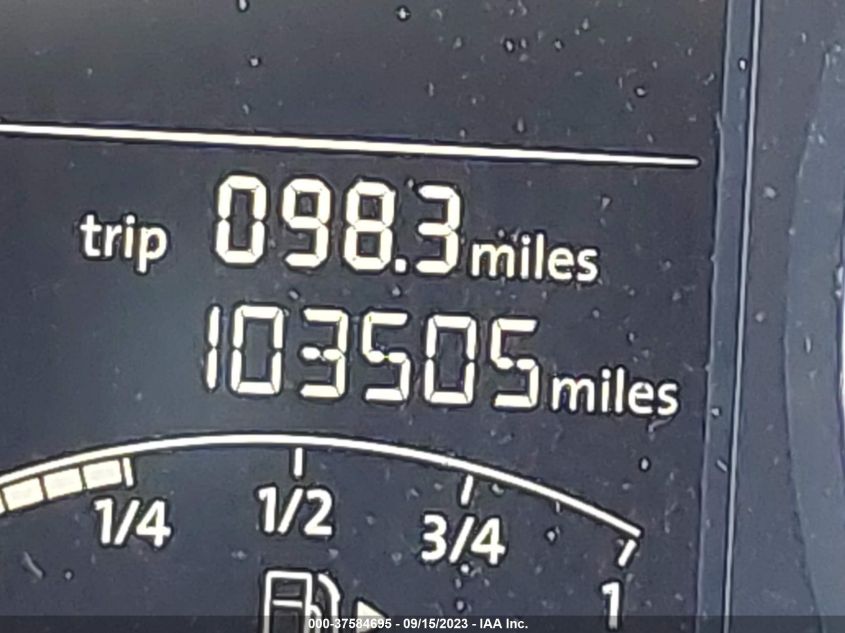 trip 098.3 miles
103505 miles
1/4 1/2 3/4 1
000-37584695 - 09/15/2023 - IAA Inc.